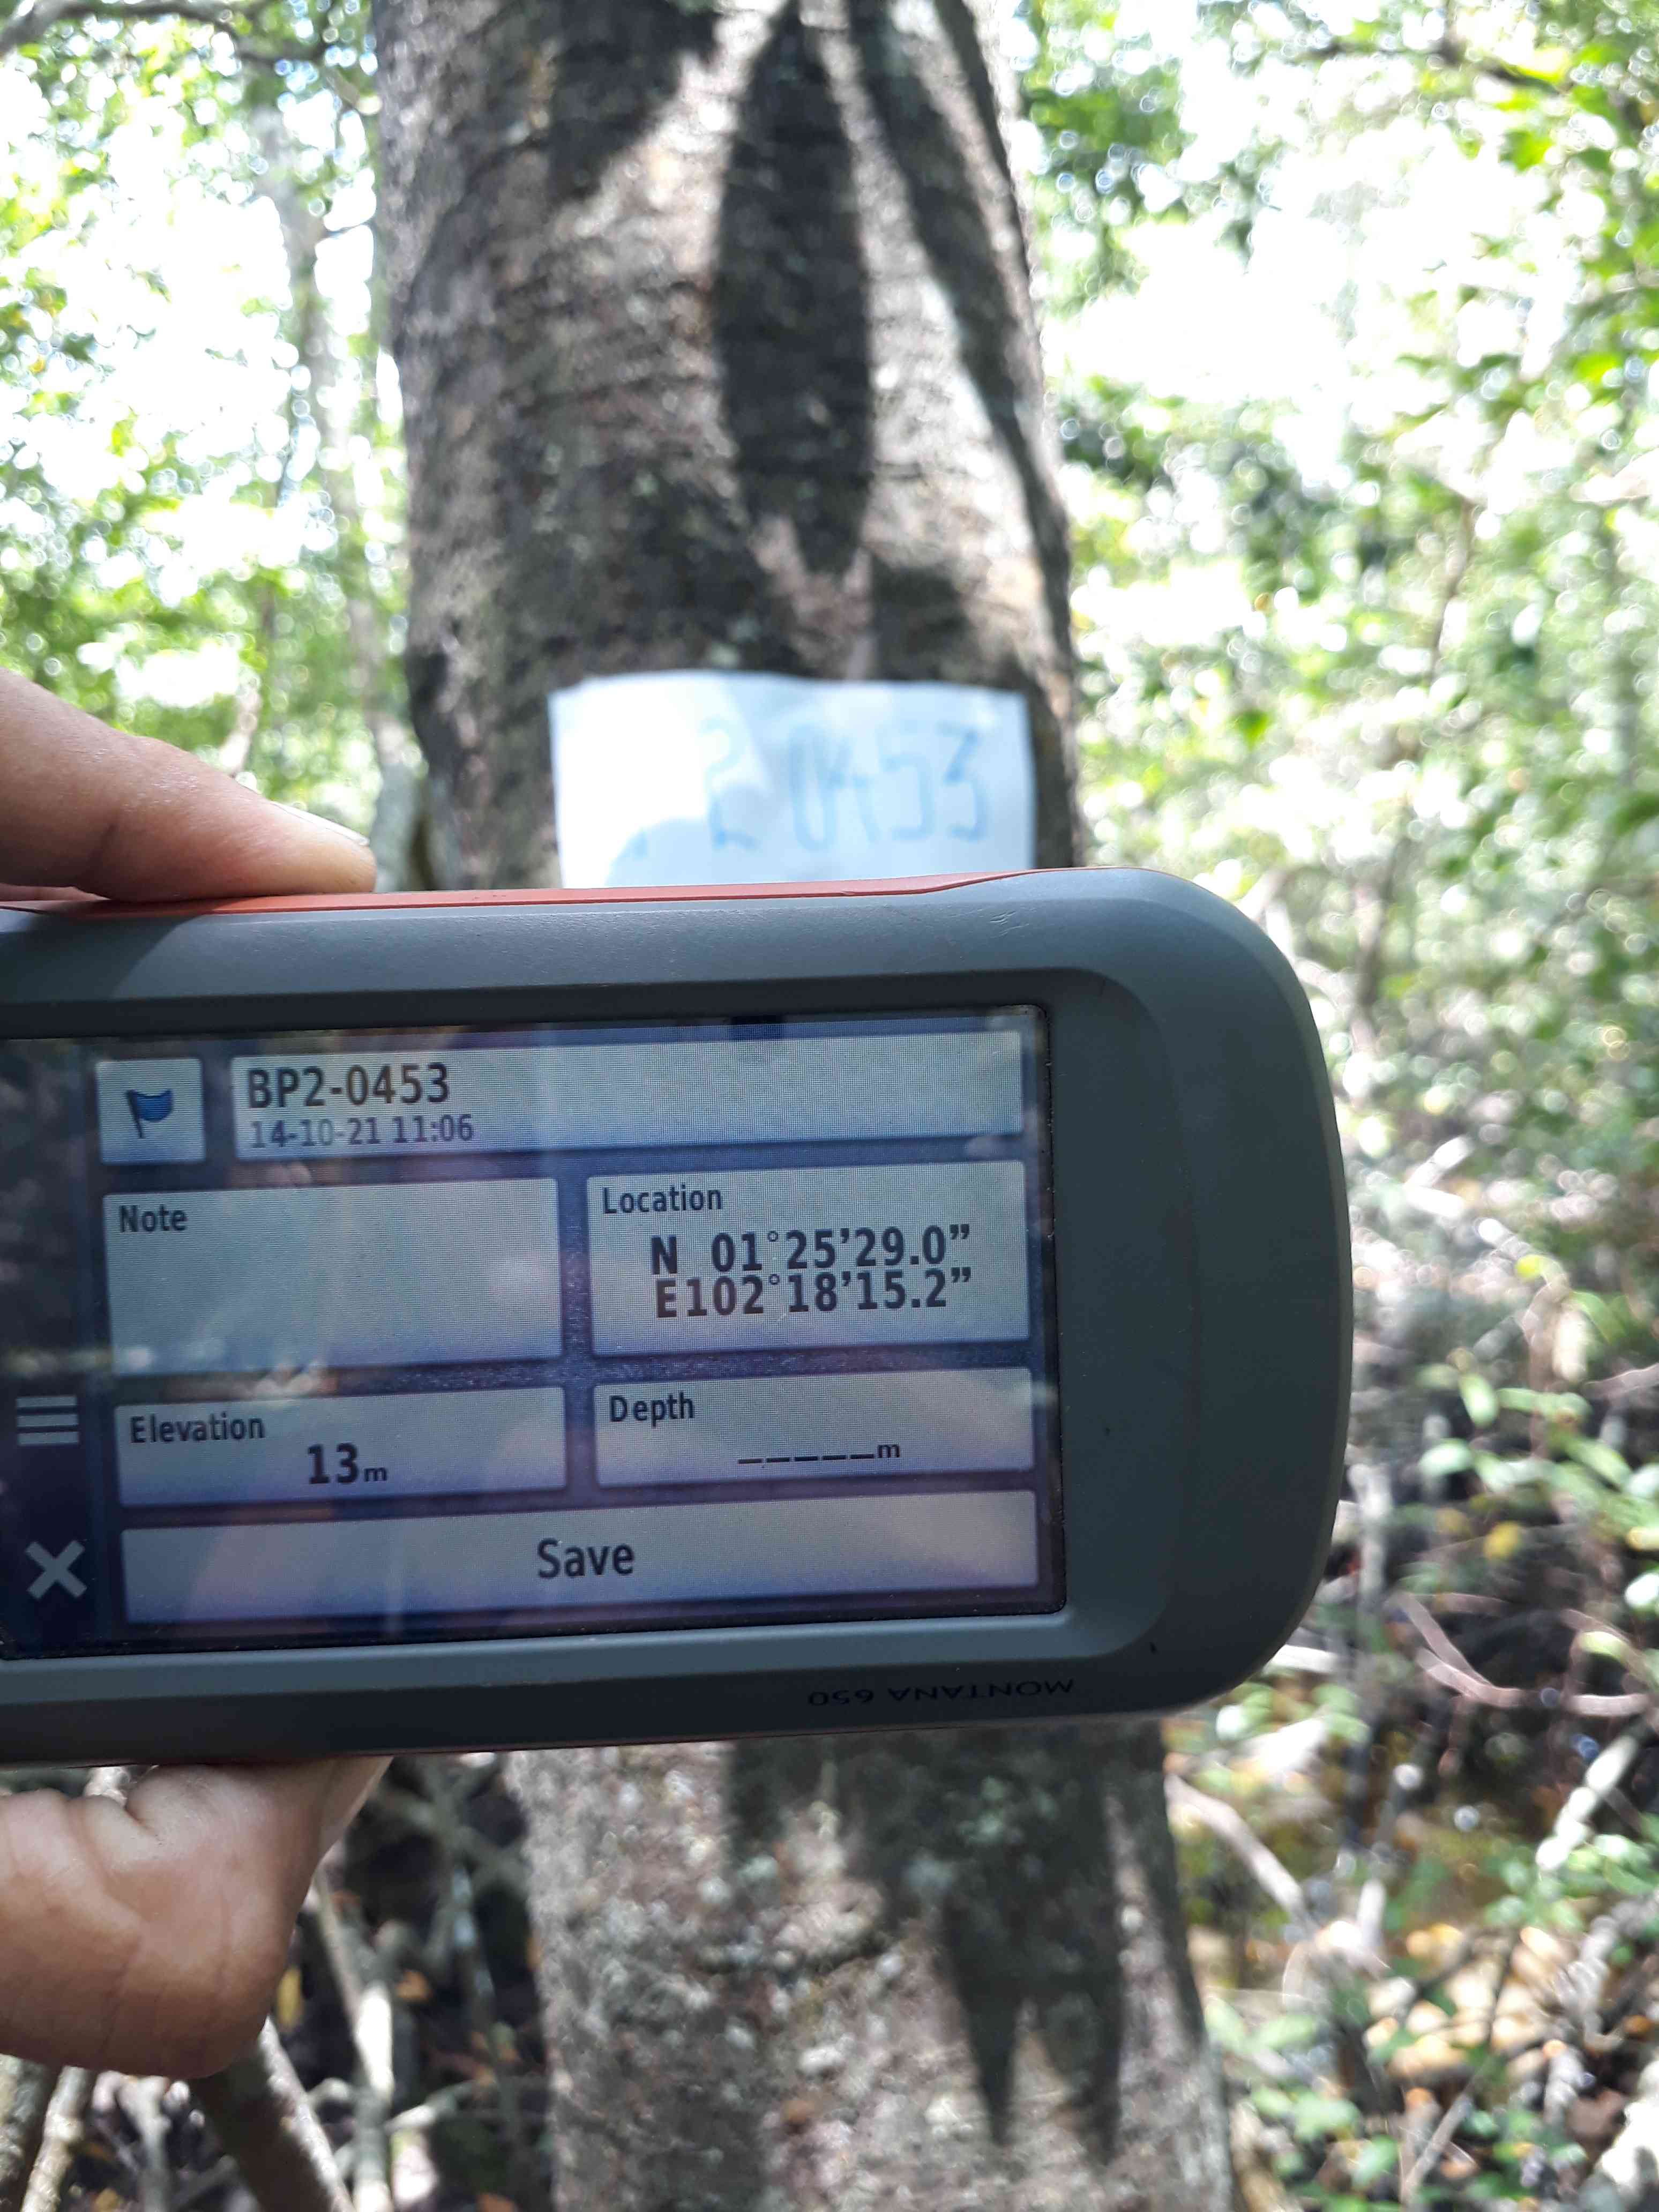 2 0453
BP2-0453
14-10-21 11:06
Note
Location
N 01°25'29.0”
E102°18'15.2”
Elevation
13m
Depth
_____m
Save
MONTANA 650